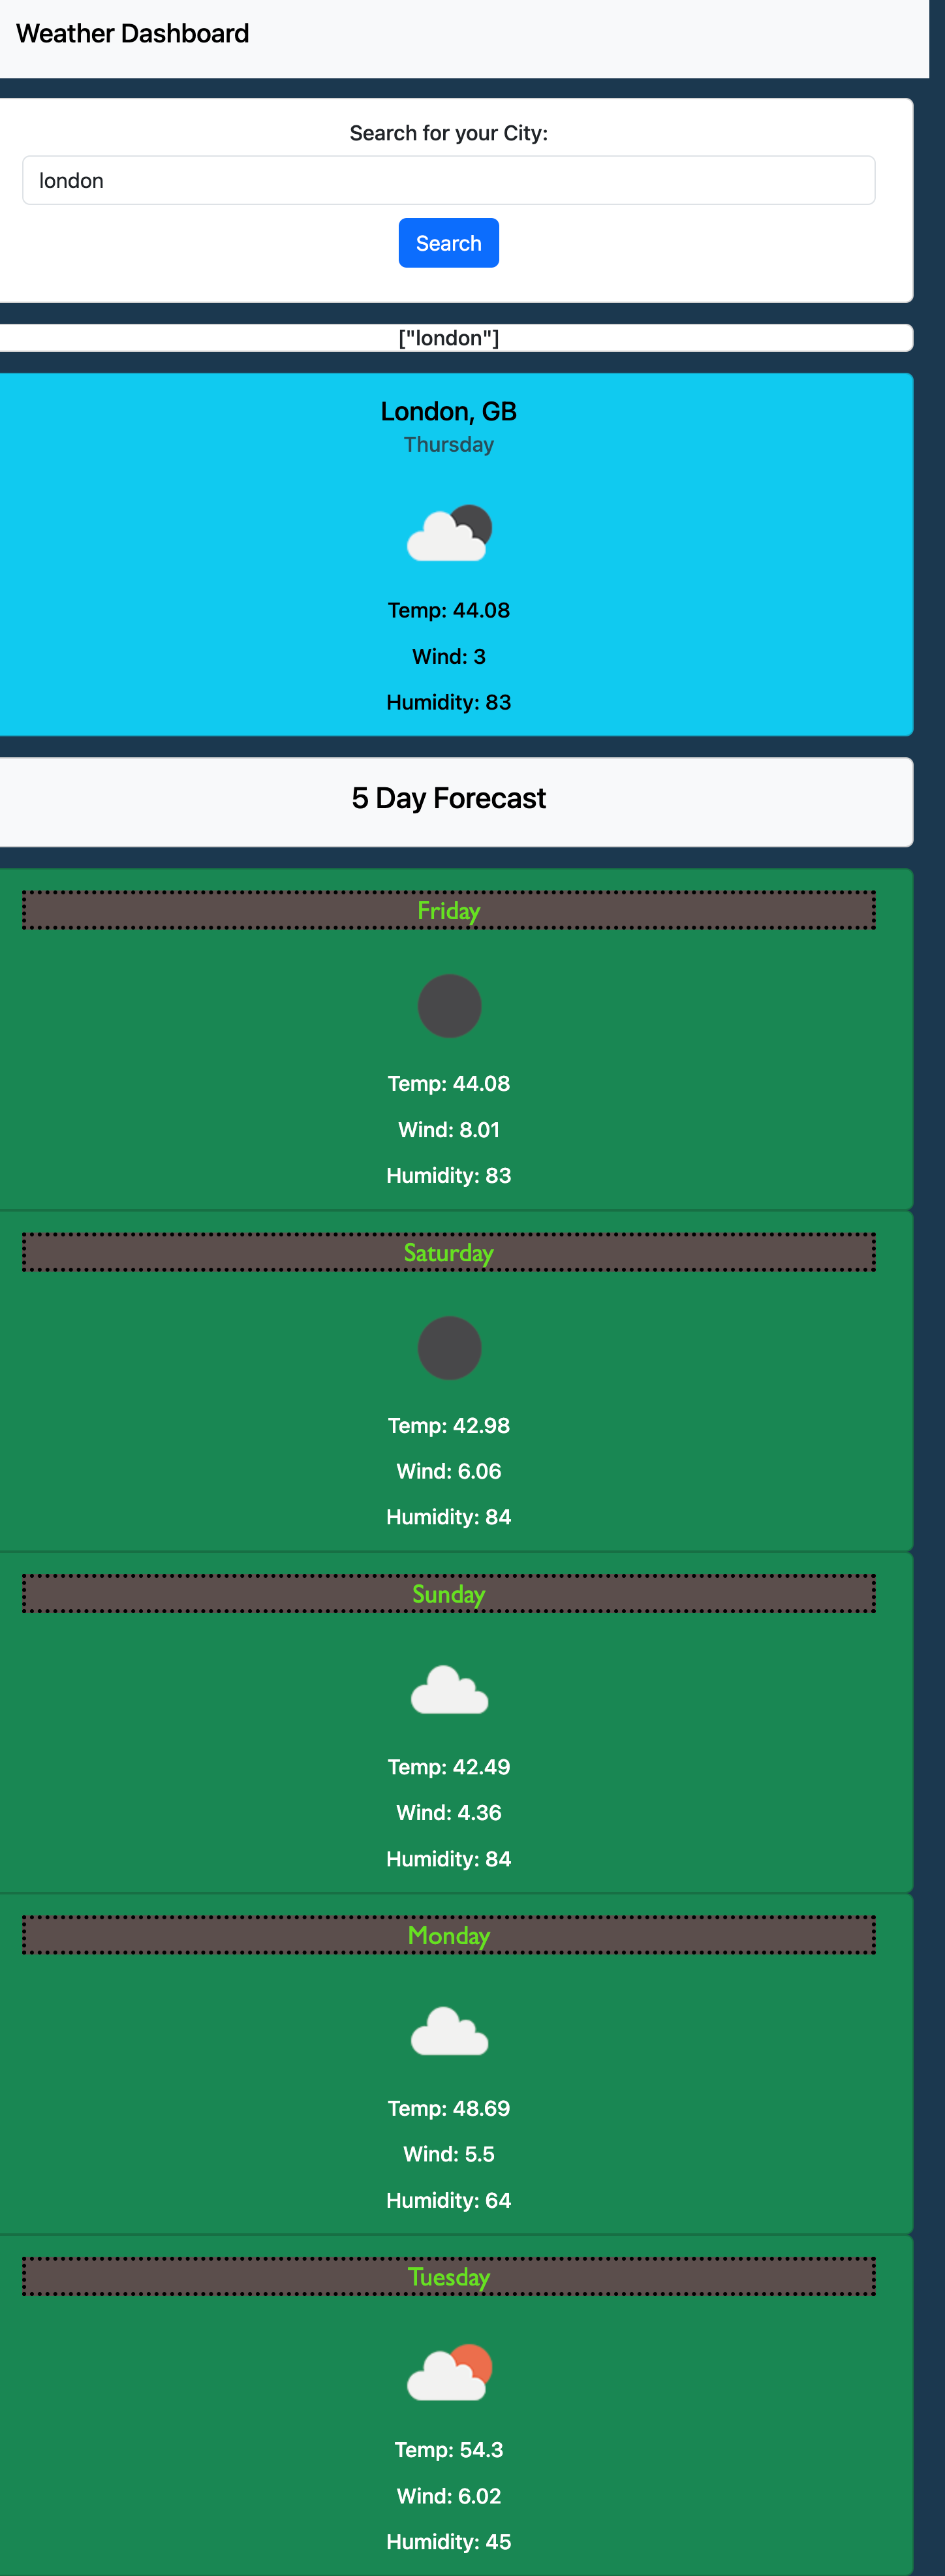 Weather Dashboard
Search for your City:
london
Search
["london"]
London, GB
Thursday
Temp: 44.08
Wind: 3
Humidity: 83
5 Day Forecast
Friday
Temp: 44.08
Wind: 8.01
Humidity: 83
Saturday
Temp: 42.98
Wind: 6.06
Humidity: 84
Sunday
Temp: 42.49
Wind: 4.36
Humidity: 84
Monday
Temp: 48.69
Wind: 5.5
Humidity: 64
Tuesday
Temp: 54.3
Wind: 6.02
Humidity: 45